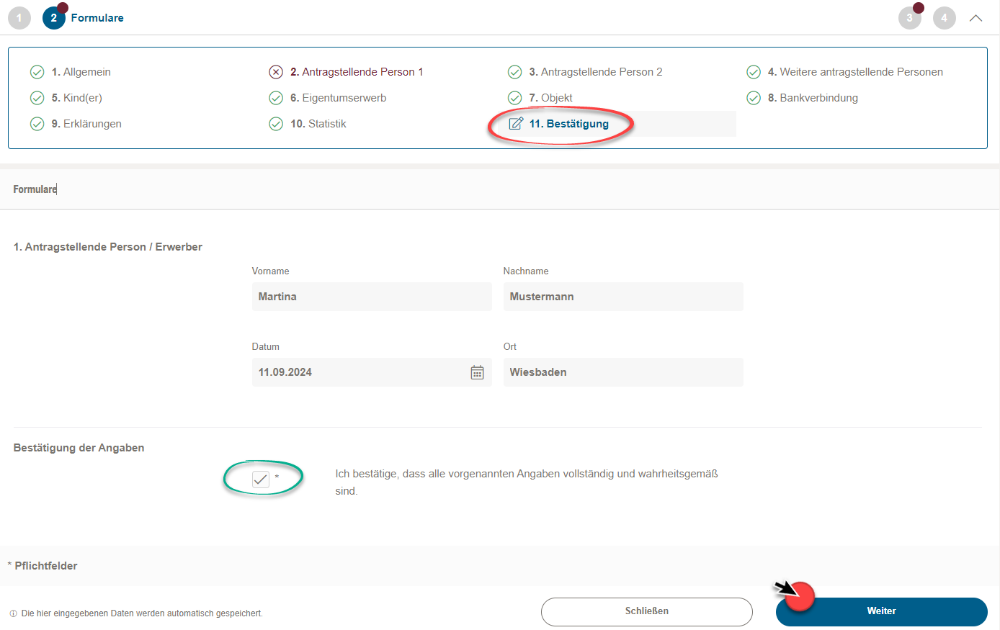 1 2 Formulare 3 4
1. Allgemein 2. Antragstellende Person 1 3. Antragstellende Person 2 4. Weitere antragstellende Personen
5. Kind(er) 6. Eigentumserwerb 7. Objekt 8. Bankverbindung
9. Erklärungen 10. Statistik 11. Bestätigung
Formulare
1. Antragstellende Person / Erwerber
Vorname Nachname
Martina Mustermann
Datum Ort
11.09.2024 Wiesbaden
Bestätigung der Angaben
* Ich bestätige, dass alle vorgenannten Angaben vollständig und wahrheitsgemäß
sind.
* Pflichtfelder
Die hier eingegebenen Daten werden automatisch gespeichert. Schließen Weiter